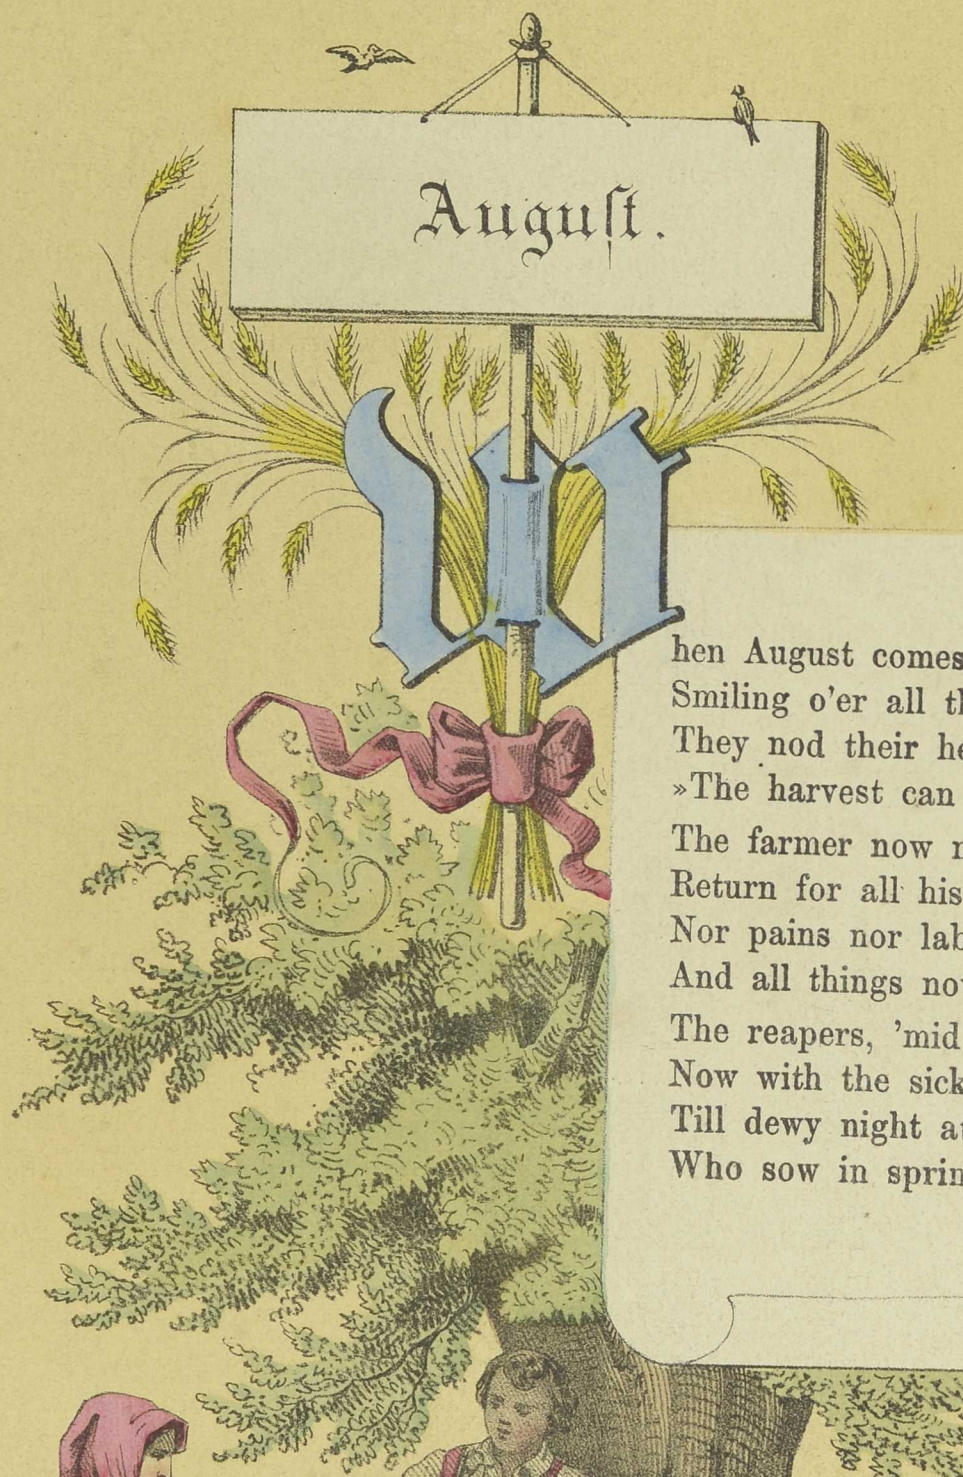 Auguſt.
When August comes
Smiling o'er all
They nod their
»The harvest can
The farmer now
Return for all his
Nor pains nor
And all things
The reapers, 'mid
Now with the
Till dewy night
Who sow in